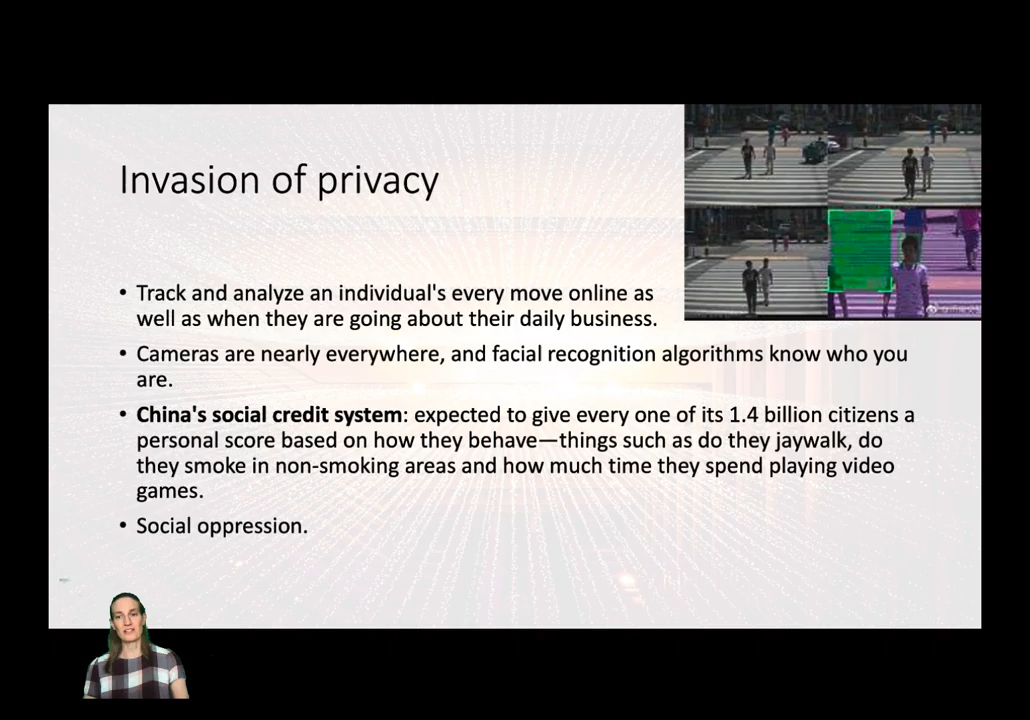 Invasion of privacy
• Track and analyze an individual's every move online as
well as when they are going about their daily business.
• Cameras are nearly everywhere, and facial recognition algorithms know who you
are.
• China's social credit system: expected to give every one of its 1.4 billion citizens a
personal score based on how they behave—things such as do they jaywalk, do
they smoke in non-smoking areas and how much time they spend playing video
games.
• Social oppression.